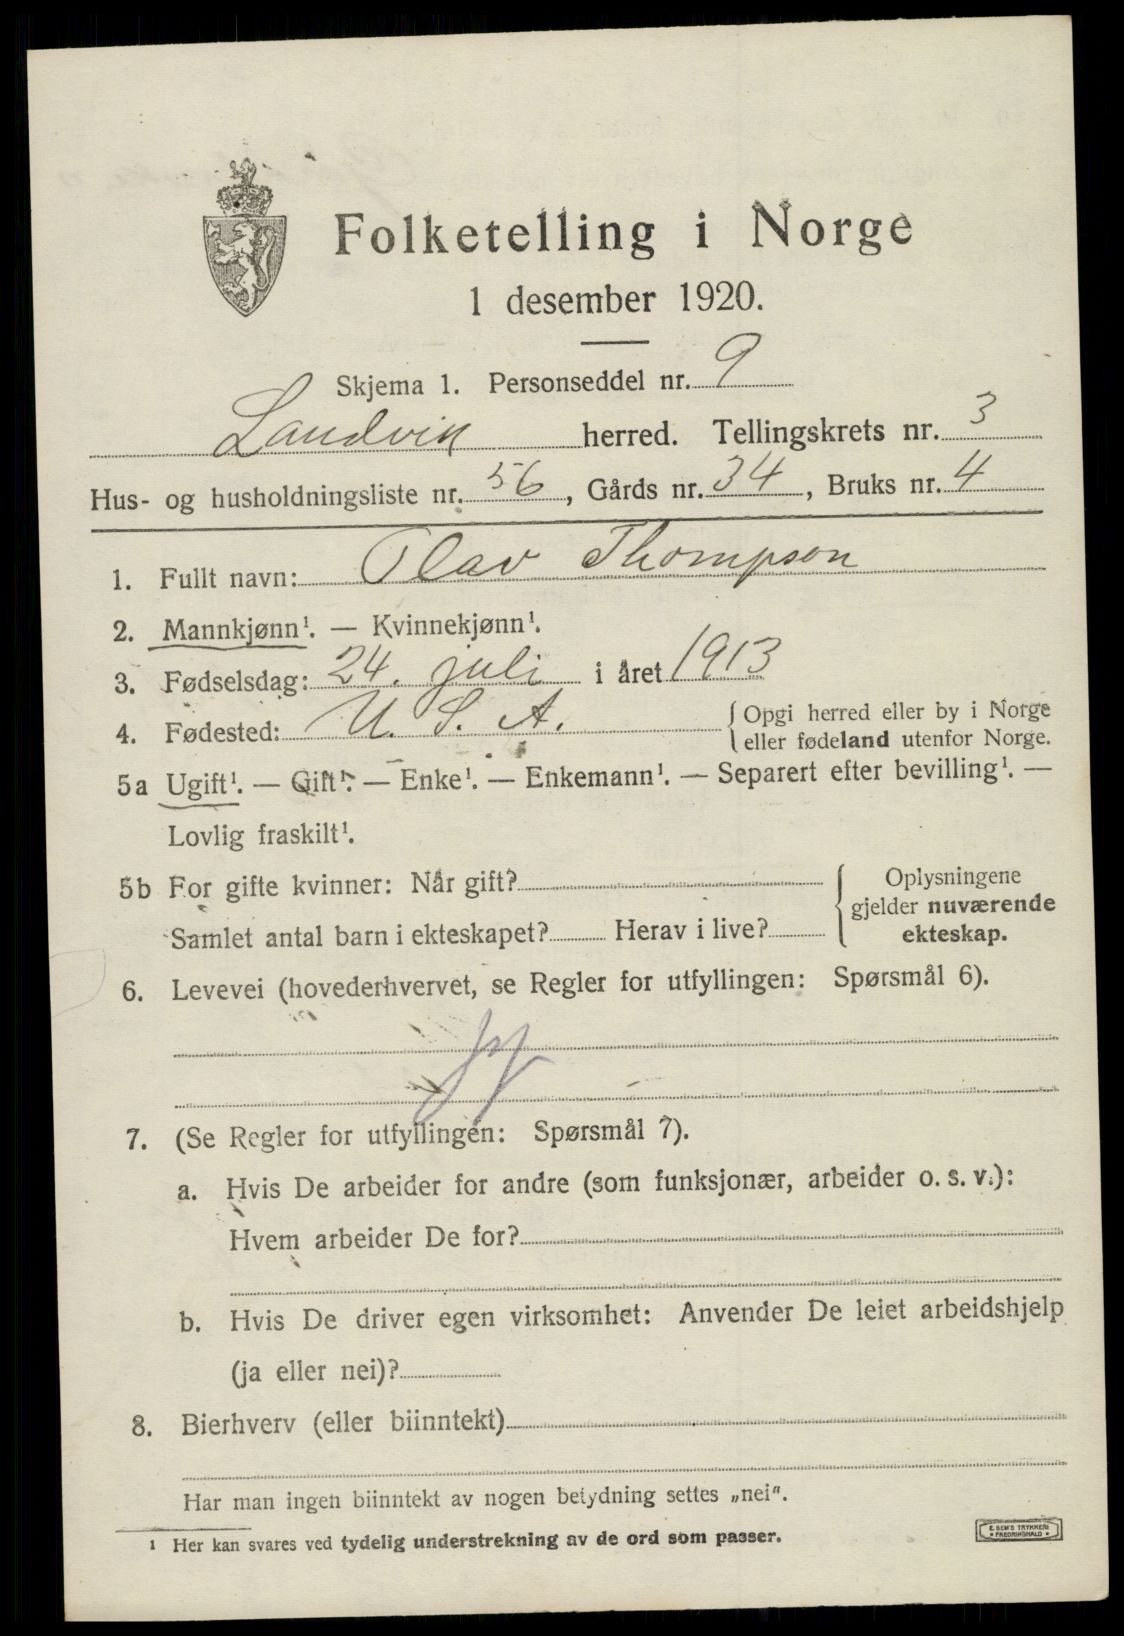 Folketelling i Norge
1 desember 1920.
Skjema 1. Personseddel nr. 9
Landvik herred. Tellingskrets nr. 3
Hus- og husholdningsliste nr. 56, Gårds nr. 34, Bruks nr. 4
1. Fullt navn: Olav Thompson
2. Mannkjønn¹. — Kvinnekjønn¹.
3. Fødselsdag: 24. juli i året 1913
4. Fødested: U. S. A. {Opgi herred eller by i Norge
eller fødeland utenfor Norge.
5a Ugift¹. — Gift¹. — Enke¹. — Enkemann¹. — Separert efter bevilling¹. —
Lovlig fraskilt¹.
5b For gifte kvinner: Når gift?
Samlet antal barn i ekteskapet? Herav i live?
Oplysningene
gjelder nuværende
ekteskap.
6. Levevei (hovederhvervet, se Regler for utfyllingen: Spørsmål 6).
7. (Se Regler for utfyllingen: Spørsmål 7).
a. Hvis De arbeider for andre (som funksjonær, arbeider o. s. v.):
Hvem arbeider De for?
b. Hvis De driver egen virksomhet: Anvender De leiet arbeidshjelp
(ja eller nei)?
8. Bierhverv (eller biinntekt)
Har man ingen biinntekt av nogen betydning settes „nei“.
¹ Her kan svares ved tydelig understrekning av de ord som passer.
E. SEM'S TRYKKERI
FREDRIKSHALD